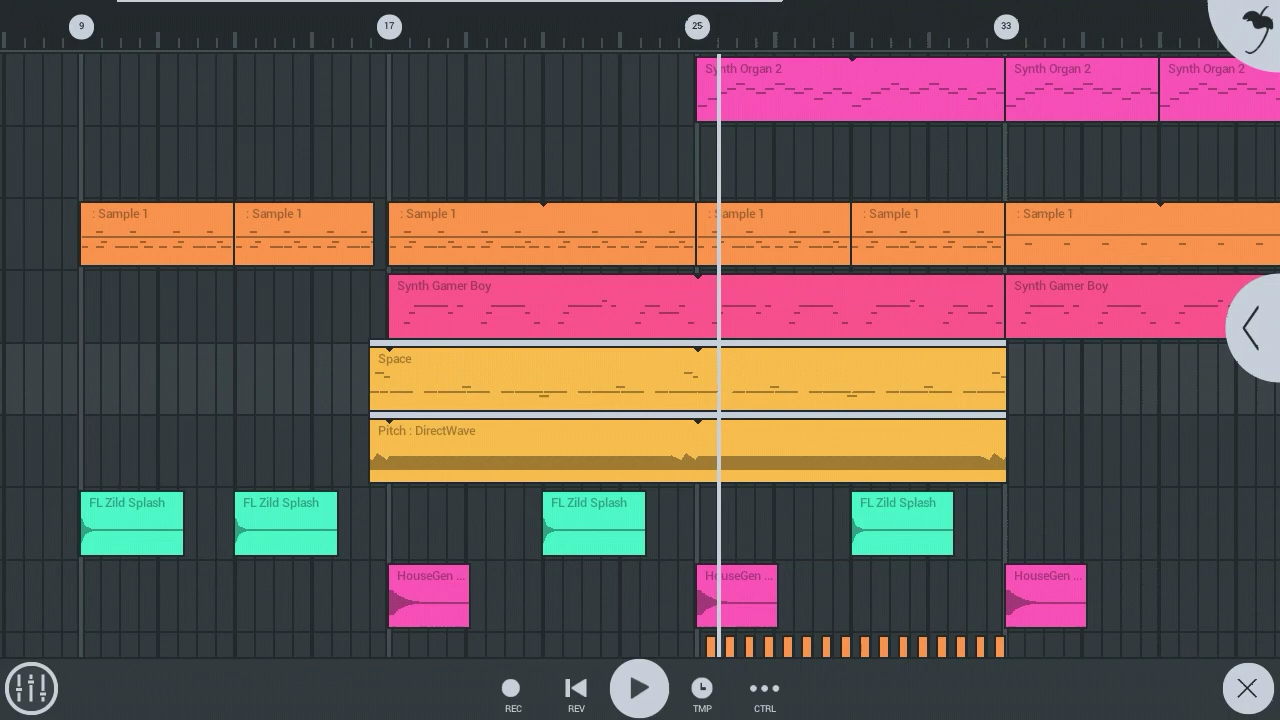 9 17 25 33
Synth Organ 2 Synth Organ 2 Synth Organ 2
: Sample 1 : Sample 1 : Sample 1 : Sample 1 : Sample 1 : Sample 1
Synth Gamer Boy Synth Gamer Boy
Space
Pitch : DirectWave
FL Zild Splash FL Zild Splash FL Zild Splash FL Zild Splash
HouseGen ... HouseGen ... HouseGen ...
REC REV TMP CTRL